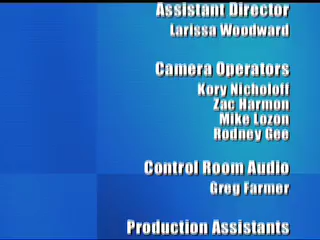 Assistant Director
Larissa Woodward
Camera Operators
Kory Nicholoff
Zac Harmon
Mike Lozon
Rodney Gee
Control Room Audio
Greg Farmer
Production Assistants